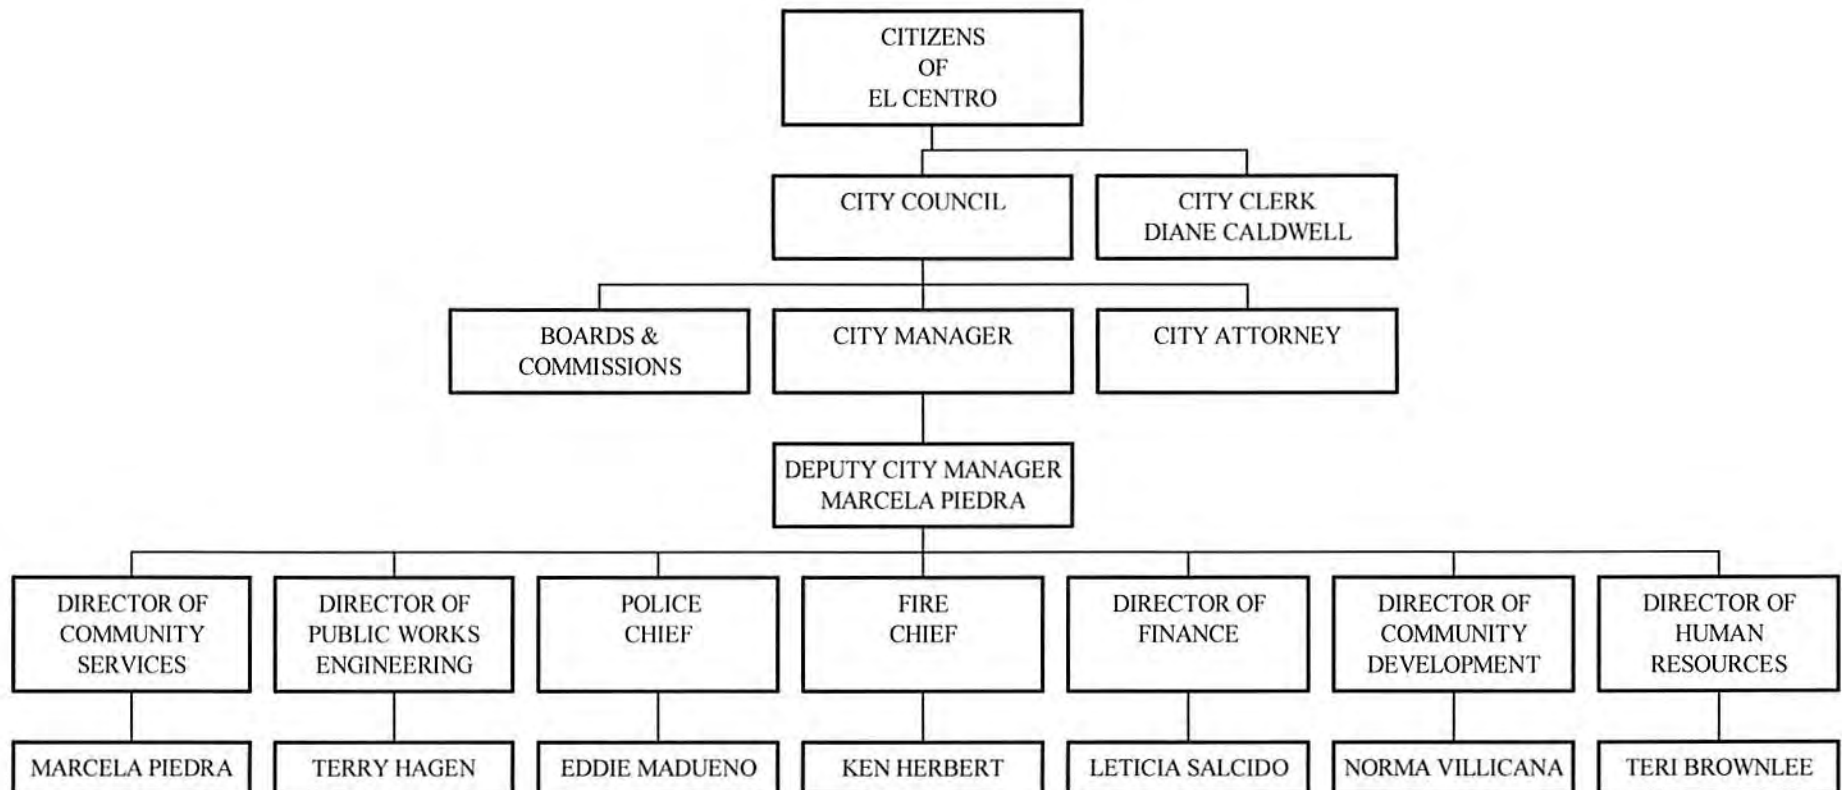 CITIZENS
OF
EL CENTRO
CITY COUNCIL
CITY CLERK
DIANE CALDWELL
BOARDS &
COMMISSIONS
CITY MANAGER
CITY ATTORNEY
DEPUTY CITY MANAGER
MARCELA PIEDRA
DIRECTOR OF
COMMUNITY
SERVICES
DIRECTOR OF
PUBLIC WORKS
ENGINEERING
POLICE
CHIEF
FIRE
CHIEF
DIRECTOR OF
FINANCE
DIRECTOR OF
COMMUNITY
DEVELOPMENT
DIRECTOR OF
HUMAN
RESOURCES
MARCELA PIEDRA
TERRY HAGEN
EDDIE MADUENO
KEN HERBERT
LETICIA SALCIDO
NORMA VILLICANA
TERI BROWNLEE